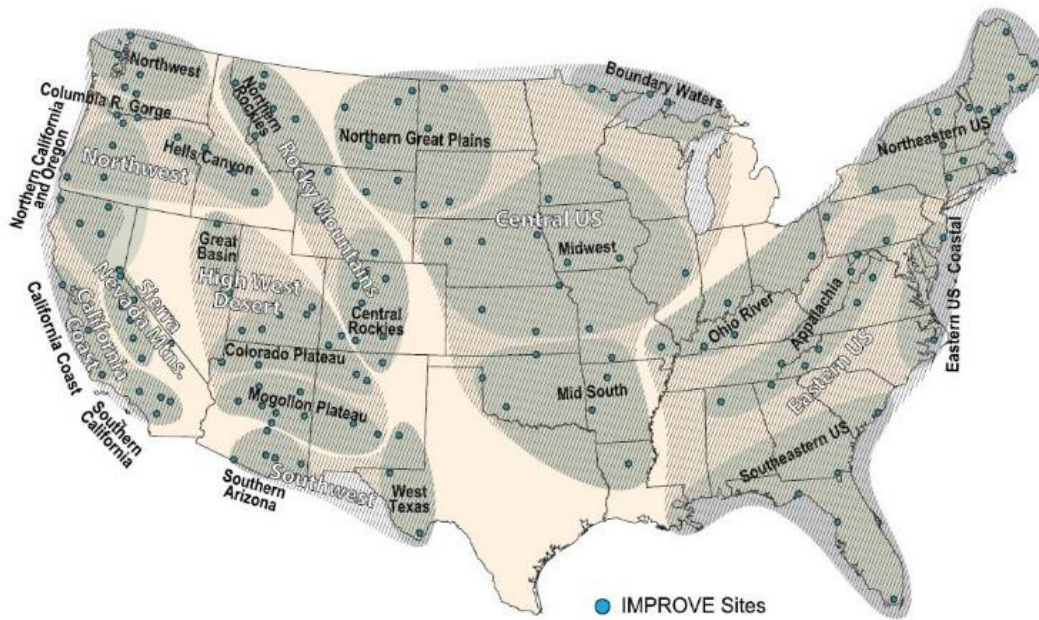 Northwest
Columbia R. Gorge
Northern California
and Oregon
Northwest
Hells Canyon
Northern
Rockies
Rocky Mountains
Northern Great Plains
Boundary Waters
Northeastern US
Central US
Midwest
Great
Basin
High West
Desert
Sierra
Nevada Mtns.
California
Coast
California Coast
Central
Rockies
Colorado Plateau
Mogollon Plateau
Southern
California
Southern
Arizona
Southwest
West
Texas
Mid South
Ohio River
Appalachia
Eastern US
Eastern US - Coastal
Southeastern US
IMPROVE Sites